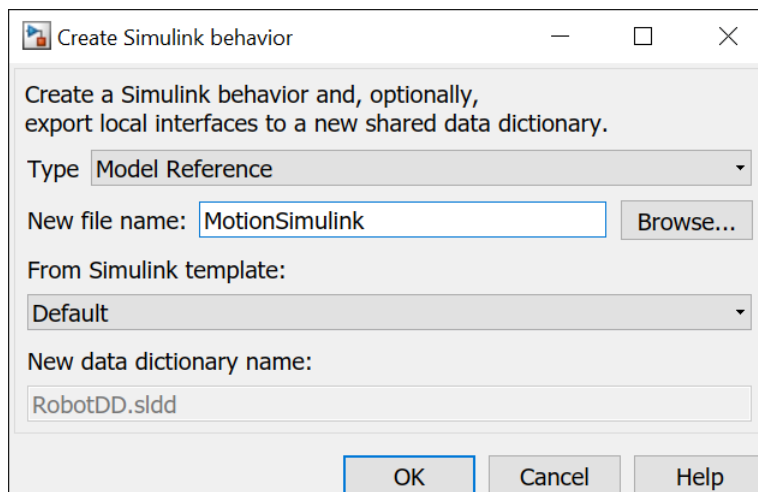 Create Simulink behavior
Create a Simulink behavior and, optionally,
export local interfaces to a new shared data dictionary.
Type Model Reference
New file name: MotionSimulink Browse...
From Simulink template:
Default
New data dictionary name:
RobotDD.sldd
OK Cancel Help